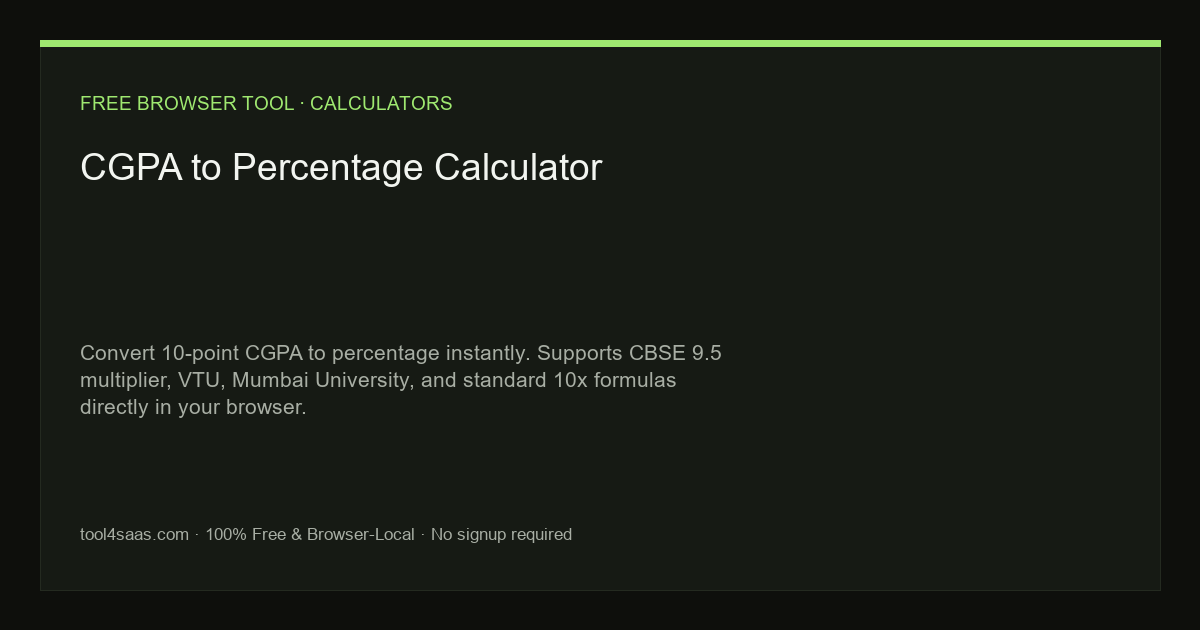 FREE BROWSER TOOL · CALCULATORS
CGPA to Percentage Calculator
Convert 10-point CGPA to percentage instantly. Supports CBSE 9.5
multiplier, VTU, Mumbai University, and standard 10x formulas
directly in your browser.
tool4saas.com · 100% Free & Browser-Local · No signup required